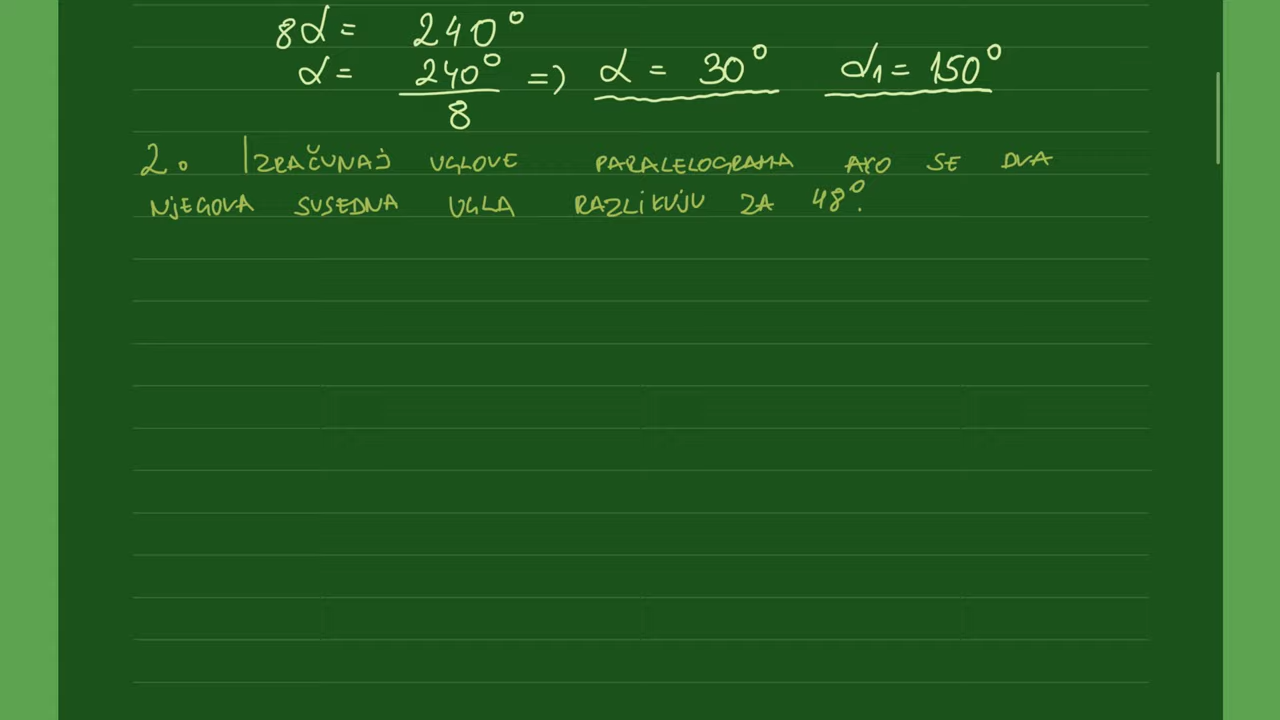 8α = 240°
α = 240°/8 => α = 30° α₁ = 150°
2. IZRAČUNAJ UGLOVE PARALELOGRAMA AKO SE DVA
NJEGOVA SUSEDNA UGLA RAZLIKUJU ZA 48°.